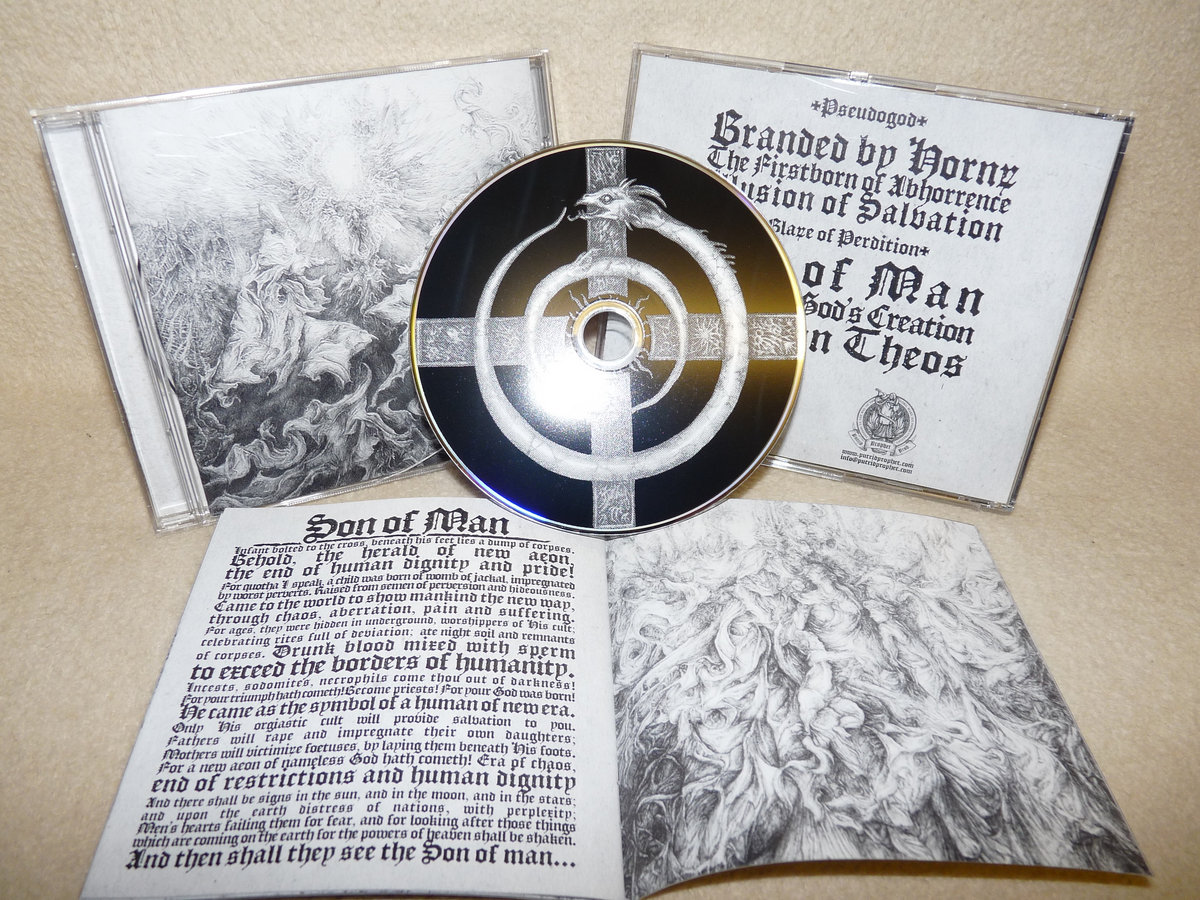 ✠Pseudogod✠
Branded by Hornz
The Firstborn of Abhorrence
lusion of Salvation
Blaze of Perdition✠
of Man
God's Creation
n Theos
Prophet
www.putridprophet.com
info@putridprophet.com
Son of Man
Infant bolted to the cross, beneath his feet lies a dump of corpses.
Behold, the herald of new aeon,
the end of human dignity and pride!
For quotha I speak, a child was born of womb of jackal, impregnated
by worst perverts. Raised from semen of perversion and hideousness.
Came to the world to show mankind the new way,
through chaos, aberration, pain and suffering.
For ages, they were hidden in underground, worshippers of His cult;
celebrating rites full of deviation; ate night soil and remnants
of corpses. Drunk blood mixed with sperm
to exceed the borders of humanity.
Incests, sodomites, necrophils come thou out of darkness!
For your triumph hath cometh! Become priests! For your God was born!
He came as the symbol of a human of new era.
Only His orgiastic cult will provide salvation to you.
Fathers will rape and impregnate their own daughters;
Mothers will victimize foetuses, by laying them beneath His foots,
For a new aeon of nameless God hath cometh! Era of chaos,
end of restrictions and human dignity
And there shall be signs in the sun, and in the moon, and in the stars;
and upon the earth distress of nations, with perplexity;
Men's hearts failing them for fear, and for looking after those things
which are coming on the earth for the powers of heaven shall be shaken.
And then shall they see the Son of man...